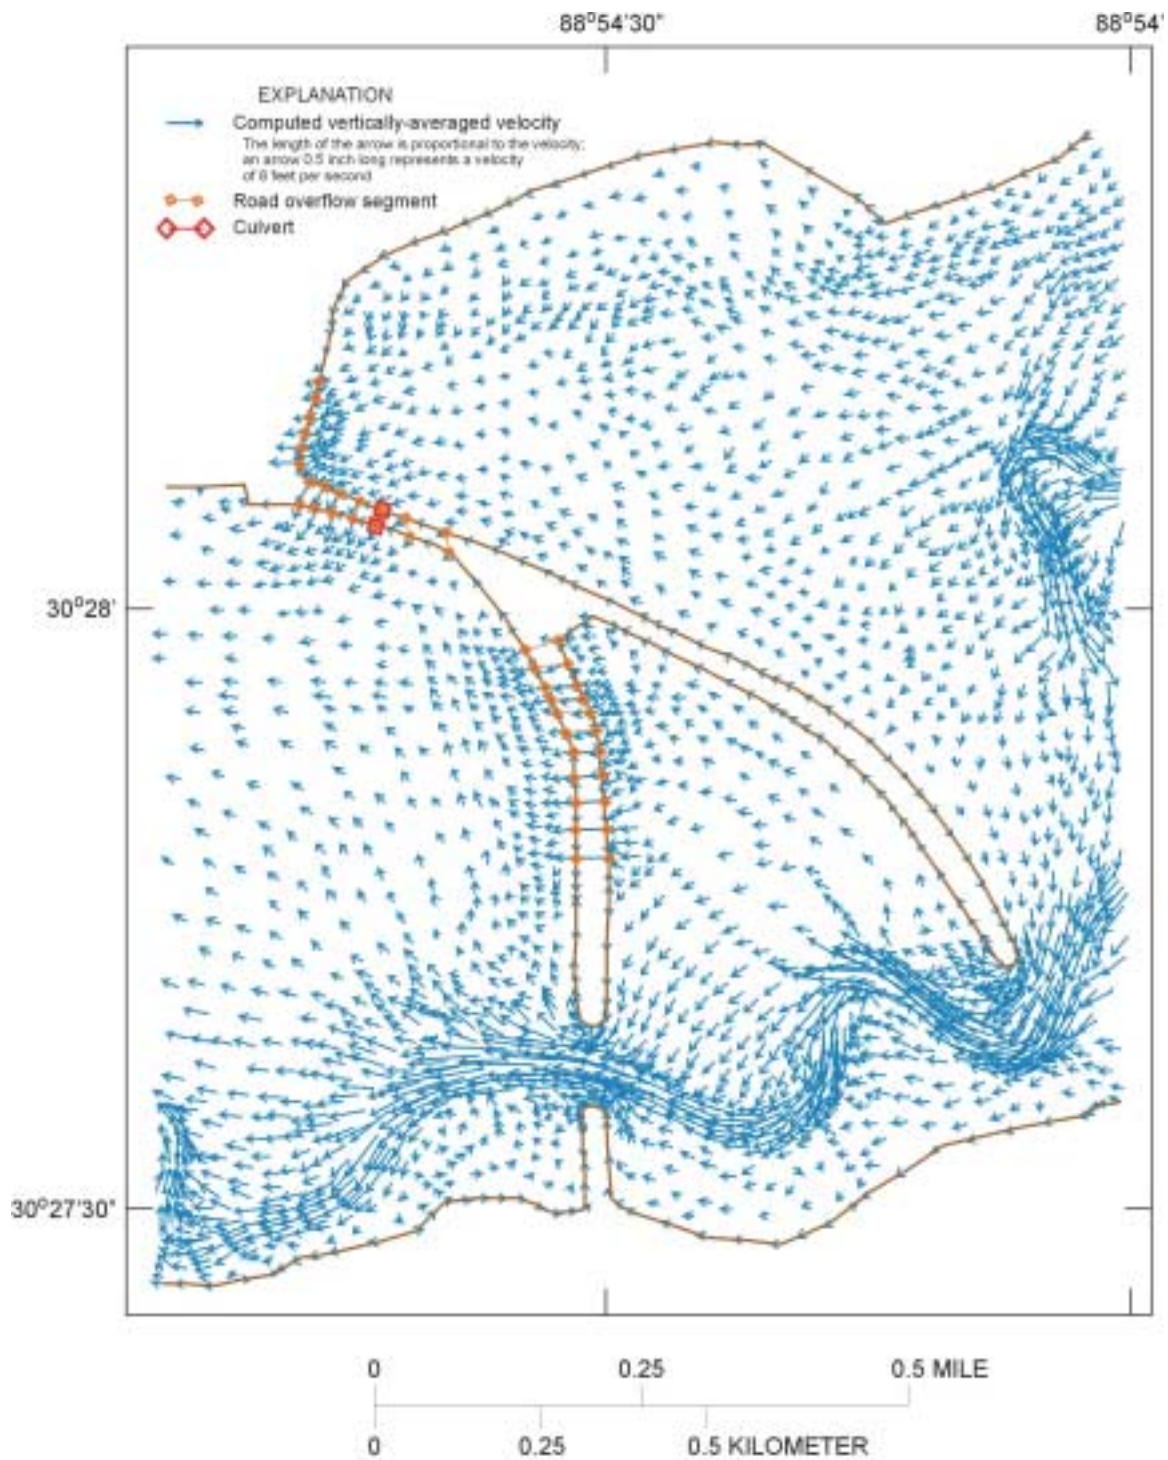 88°54'30" 88°54'
EXPLANATION
Computed vertically-averaged velocity
The length of the arrow is proportional to the velocity;
an arrow 0.5 inch long represents a velocity
of 8 feet per second
Road overflow segment
Culvert
30°28'
30°27'30"
0 0.25 0.5 MILE
0 0.25 0.5 KILOMETER